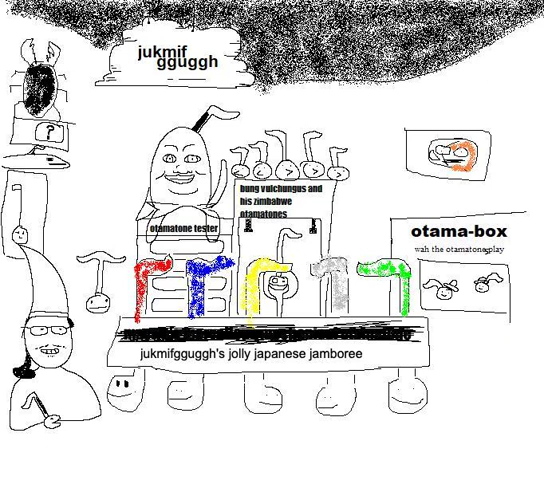 jukmif
gguggh
?
bung vulchungus and
his zimbabwe
otamatones
otamatone tester
otama-box
wah the otamatones play
jukmifgguggh's jolly japanese jamboree